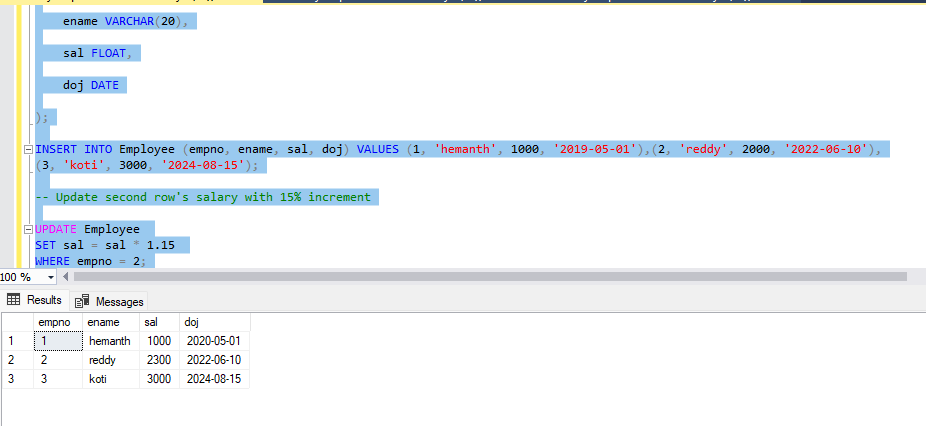 ename VARCHAR(20),
sal FLOAT,
doj DATE
);
INSERT INTO Employee (empno, ename, sal, doj) VALUES (1, 'hemanth', 1000, '2019-05-01'),(2, 'reddy', 2000, '2022-06-10'),
(3, 'koti', 3000, '2024-08-15');
-- Update second row's salary with 15% increment
UPDATE Employee
SET sal = sal * 1.15
WHERE empno = 2;
100 %
Results Messages
empno ename sal doj
1 1 hemanth 1000 2020-05-01
2 2 reddy 2300 2022-06-10
3 3 koti 3000 2024-08-15